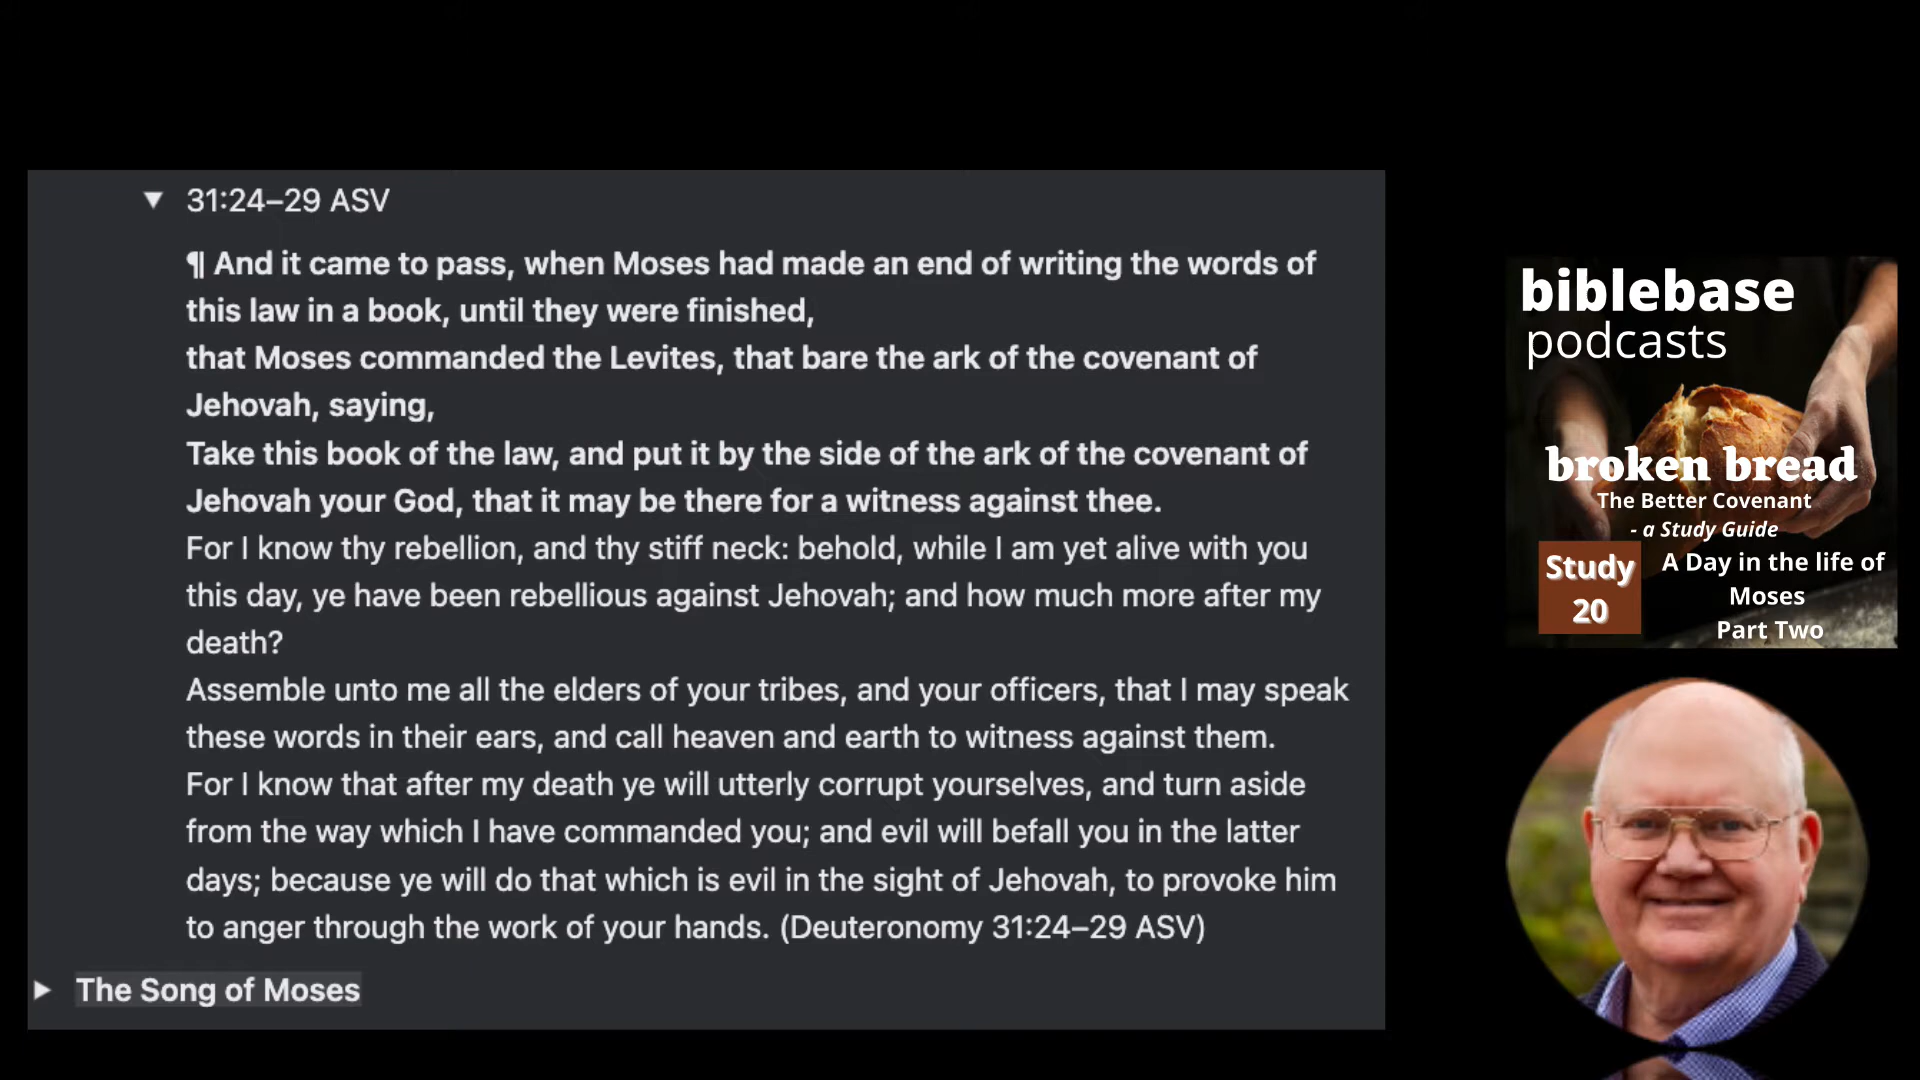 31:24–29 ASV
¶ And it came to pass, when Moses had made an end of writing the words of
this law in a book, until they were finished,
that Moses commanded the Levites, that bare the ark of the covenant of
Jehovah, saying,
Take this book of the law, and put it by the side of the ark of the covenant of
Jehovah your God, that it may be there for a witness against thee.
For I know thy rebellion, and thy stiff neck: behold, while I am yet alive with you
this day, ye have been rebellious against Jehovah; and how much more after my
death?
Assemble unto me all the elders of your tribes, and your officers, that I may speak
these words in their ears, and call heaven and earth to witness against them.
For I know that after my death ye will utterly corrupt yourselves, and turn aside
from the way which I have commanded you; and evil will befall you in the latter
days; because ye will do that which is evil in the sight of Jehovah, to provoke him
to anger through the work of your hands. (Deuteronomy 31:24–29 ASV)
The Song of Moses
biblebase
podcasts
broken bread
The Better Covenant
- a Study Guide
Study
20
A Day in the life of
Moses
Part Two